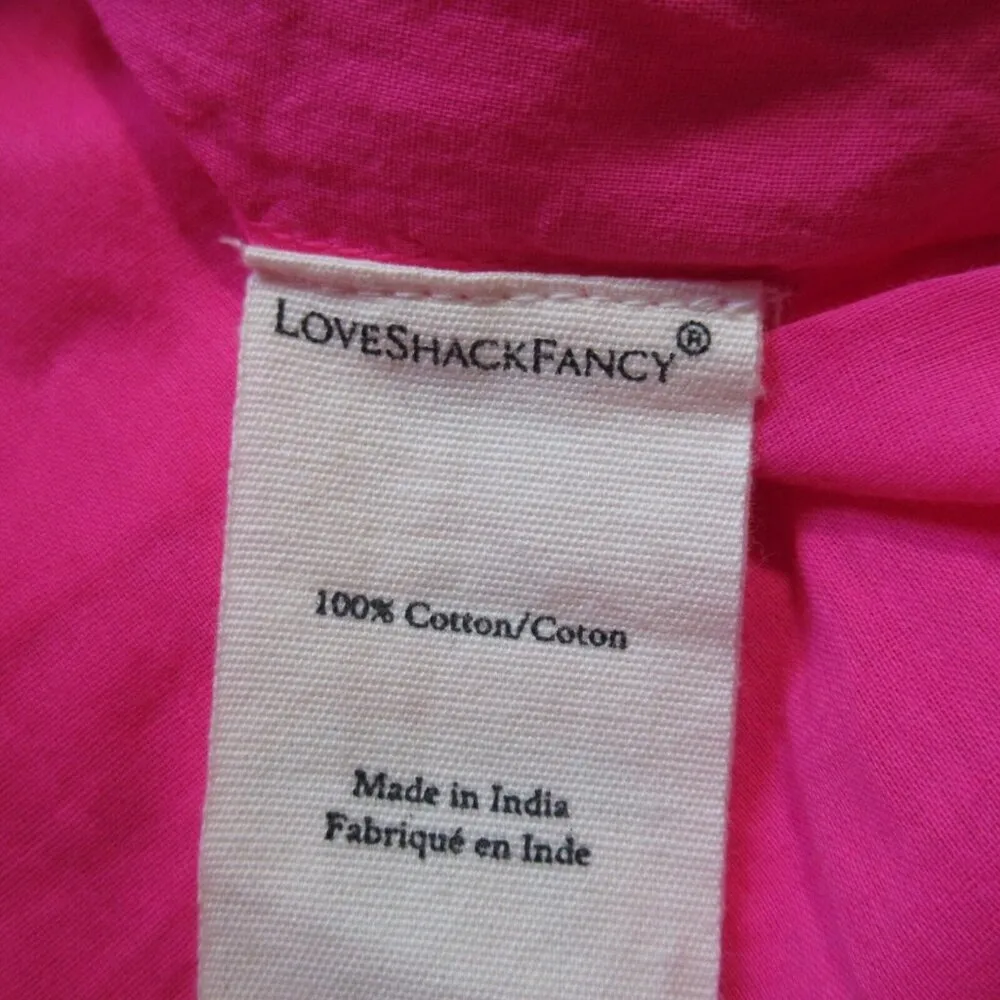 LOVESHACKFANCY®
100% Cotton/Coton
Made in India
Fabriqué en Inde